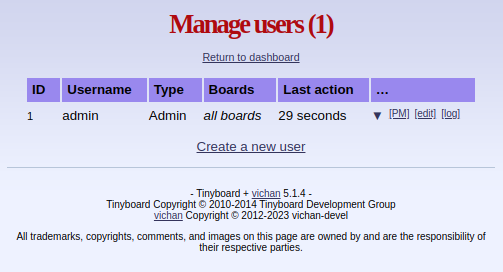 Manage users (1)
Return to dashboard
ID Username Type Boards Last action ...
1 admin Admin all boards 29 seconds ▼ [PM] [edit] [log]
Create a new user
- Tinyboard + vichan 5.1.4 -
Tinyboard Copyright © 2010-2014 Tinyboard Development Group
vichan Copyright © 2012-2023 vichan-devel
All trademarks, copyrights, comments, and images on this page are owned by and are the responsibility of
their respective parties.